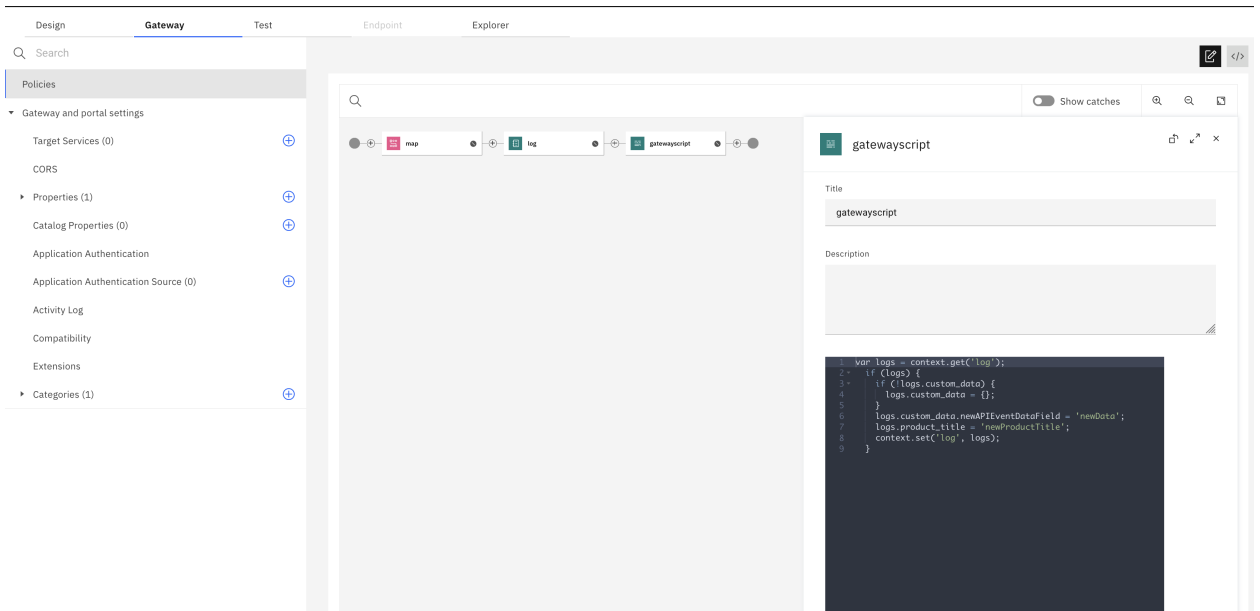 Design Gateway Test Endpoint Explorer
Search
Policies
Gateway and portal settings
Target Services (0)
CORS
Properties (1)
Catalog Properties (0)
Application Authentication
Application Authentication Source (0)
Activity Log
Compatibility
Extensions
Categories (1)
</>
Show catches
map log gatewayscript
gatewayscript
Title
gatewayscript
Description
1 var logs = context.get('log');
2 if (logs) {
3 if (!logs.custom_data) {
4 logs.custom_data = {};
5 }
6 logs.custom_data.newAPIEventDataField = 'newData';
7 logs.product_title = 'newProductTitle';
8 context.set('log', logs);
9 }